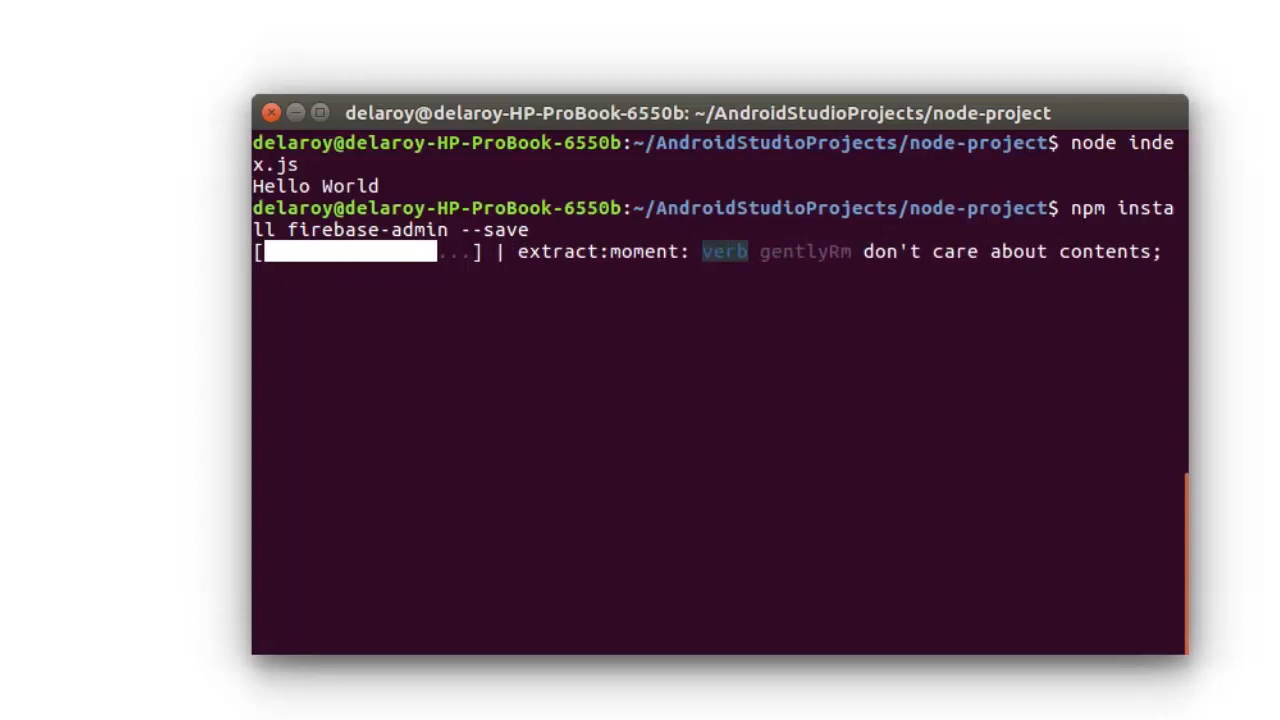 delaroy@delaroy-HP-ProBook-6550b: ~/AndroidStudioProjects/node-project
delaroy@delaroy-HP-ProBook-6550b:~/AndroidStudioProjects/node-project$ node inde
x.js
Hello World
delaroy@delaroy-HP-ProBook-6550b:~/AndroidStudioProjects/node-project$ npm insta
ll firebase-admin --save
[ ...] | extract:moment: verb gentlyRm don't care about contents;